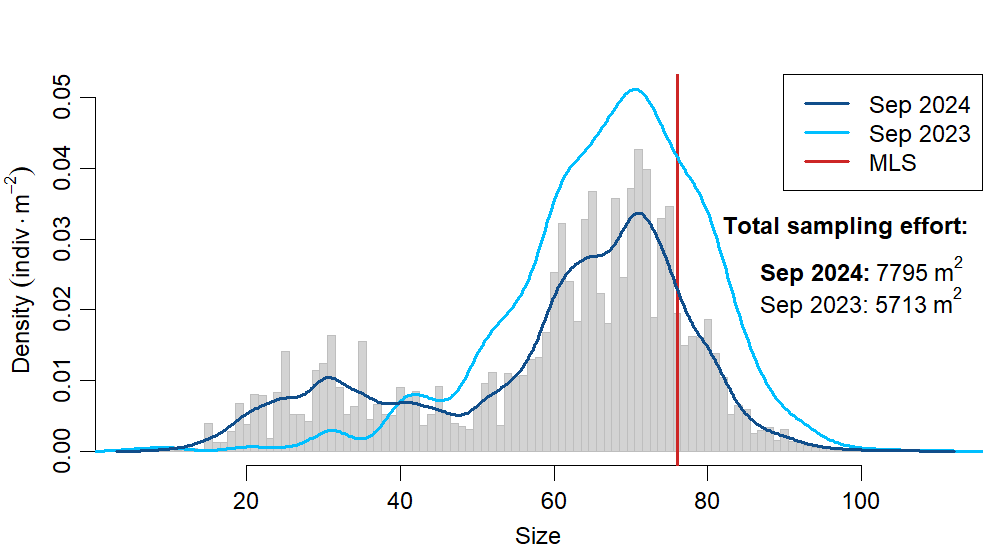 Density (indiv · m⁻²)
0.05
0.04
0.03
0.02
0.01
0.00
20 40 60 80 100
Size
Sep 2024
Sep 2023
MLS
Total sampling effort:
Sep 2024: 7795 m²
Sep 2023: 5713 m²